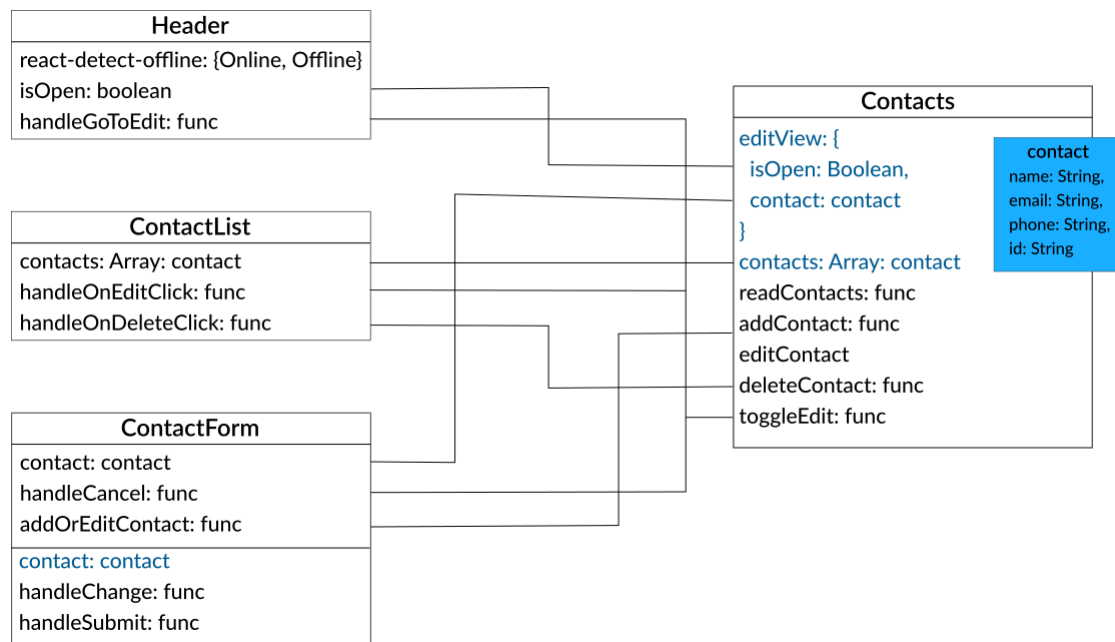 Header
react-detect-offline: {Online, Offline}
isOpen: boolean
handleGoToEdit: func
ContactList
contacts: Array: contact
handleOnEditClick: func
handleOnDeleteClick: func
ContactForm
contact: contact
handleCancel: func
addOrEditContact: func
contact: contact
handleChange: func
handleSubmit: func
Contacts
editView: {
isOpen: Boolean,
contact: contact
}
contacts: Array: contact
readContacts: func
addContact: func
editContact
deleteContact: func
toggleEdit: func
contact
name: String,
email: String,
phone: String,
id: String